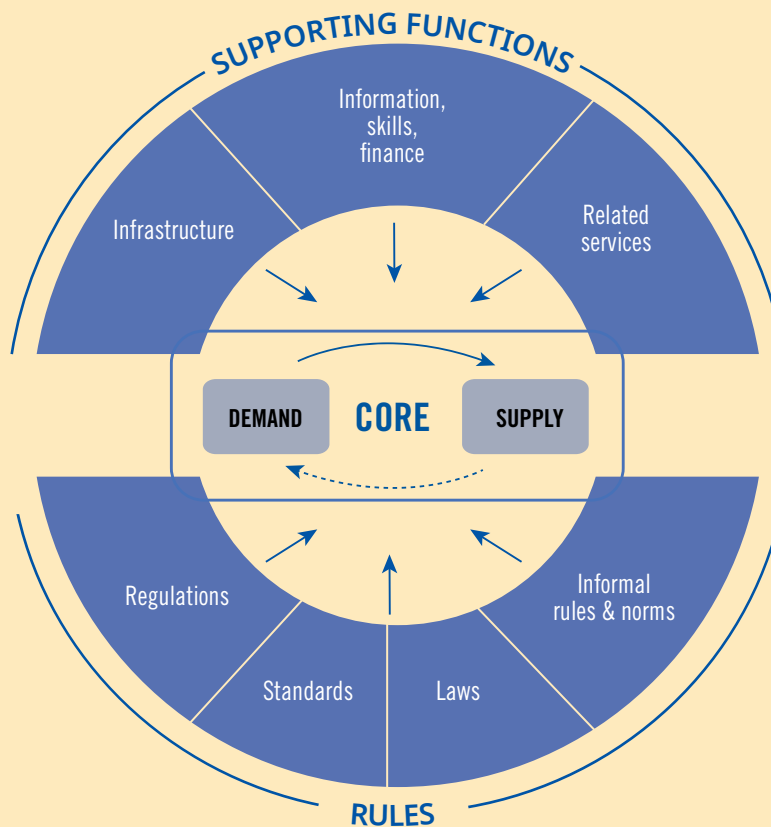 SUPPORTING FUNCTIONS
Information,
skills,
finance
Infrastructure
Related
services
DEMAND
CORE
SUPPLY
Regulations
Informal
rules & norms
Standards
Laws
RULES